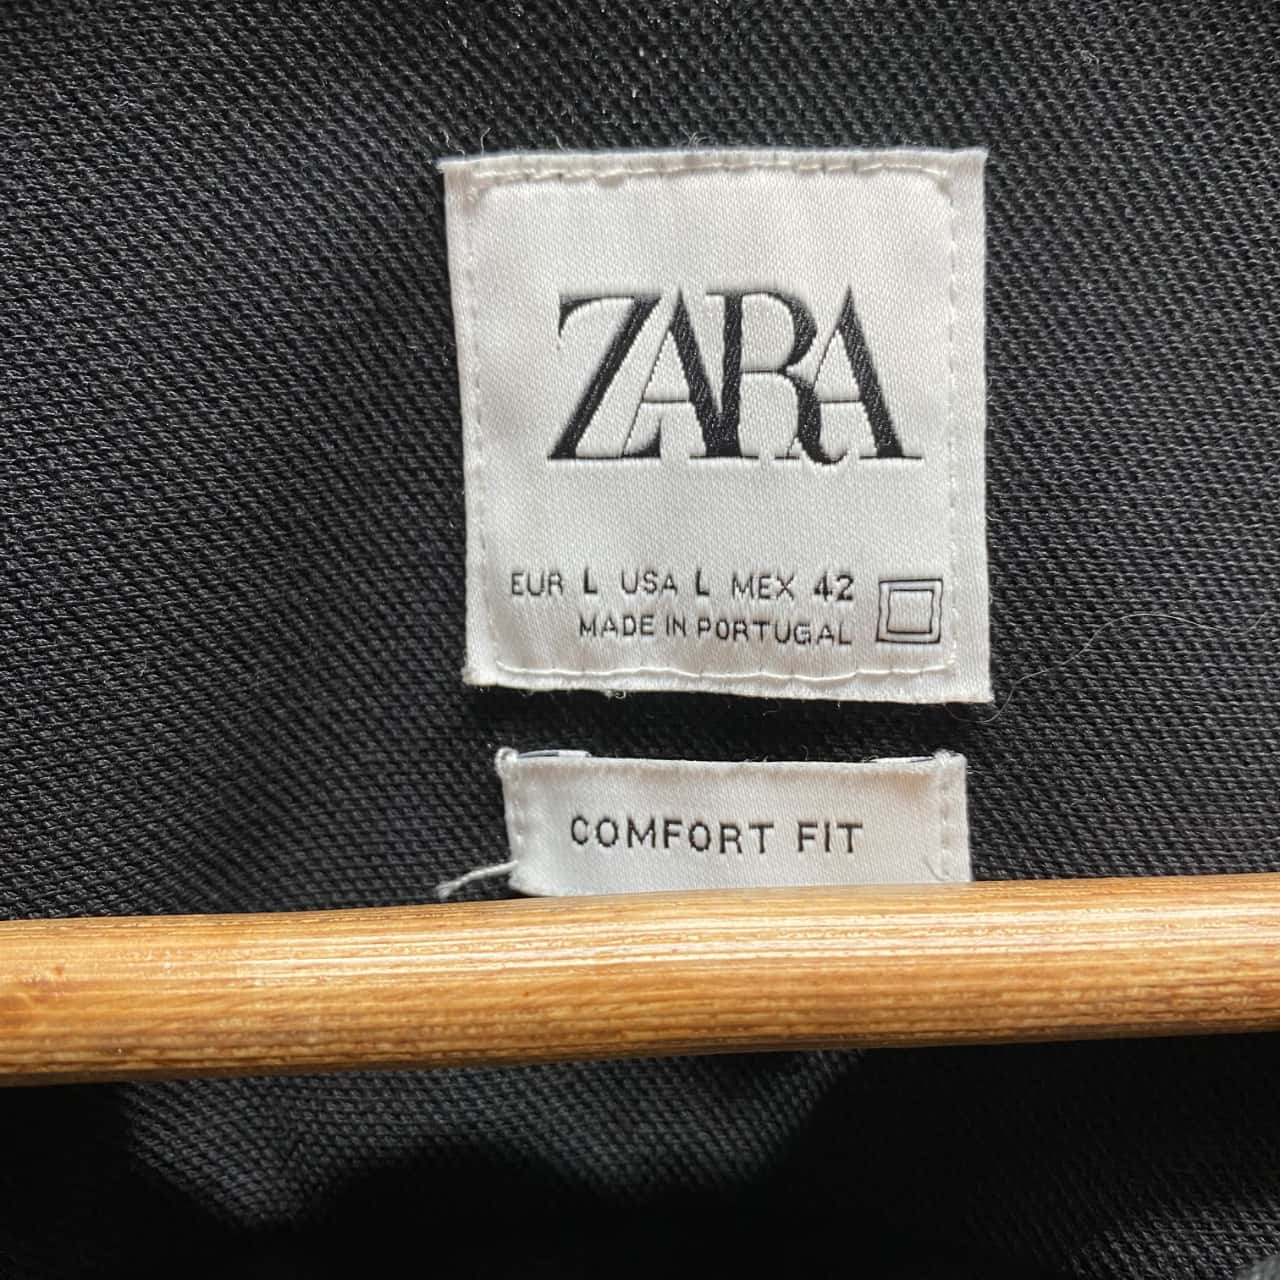 ZARA
EUR L USA L MEX 42
MADE IN PORTUGAL
COMFORT FIT